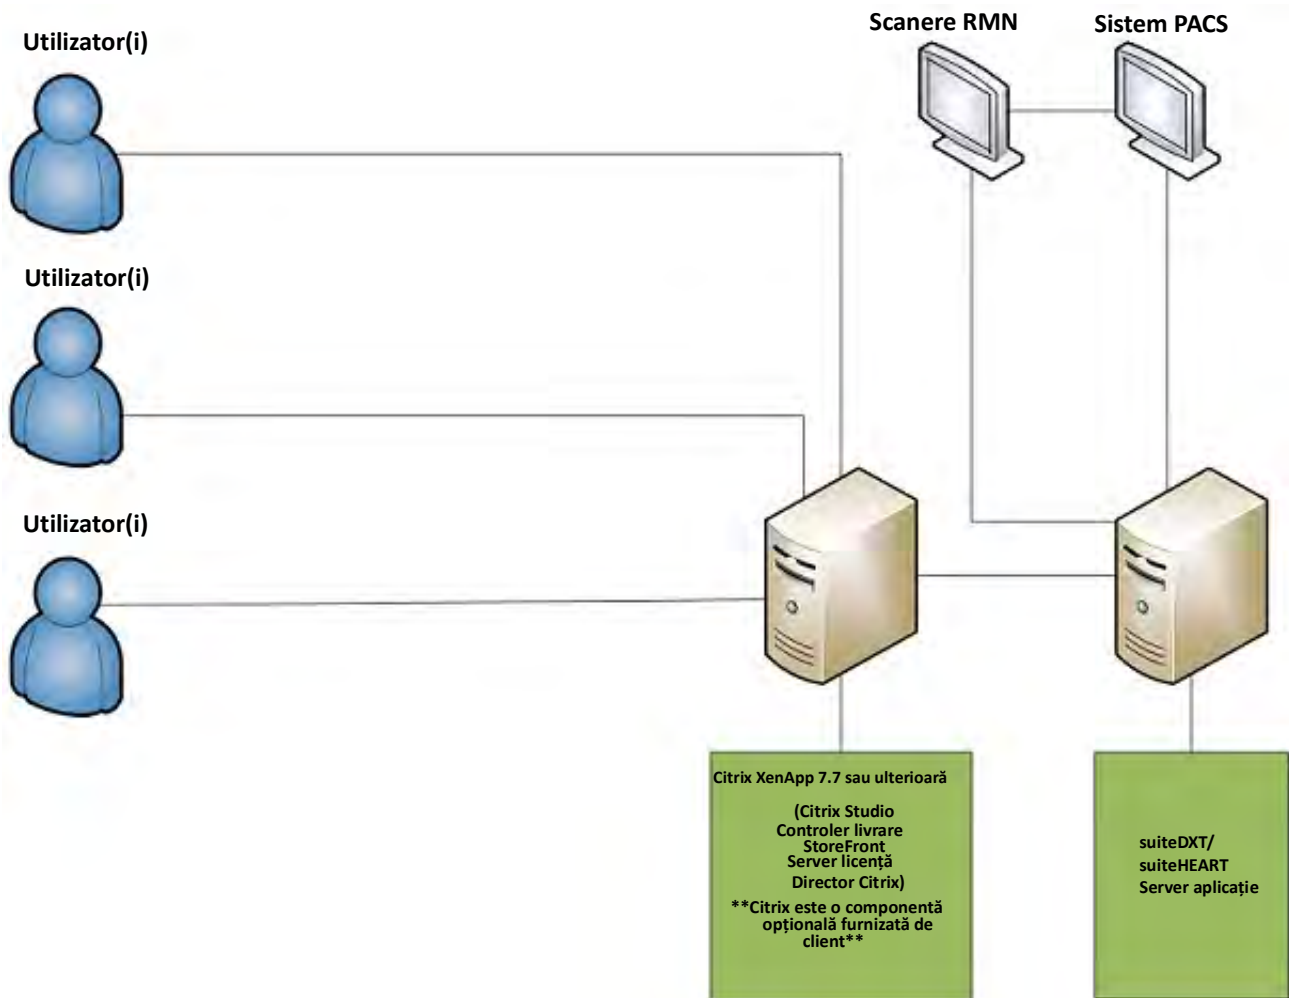 Utilizator(i)
Scanere RMN
Sistem PACS
Utilizator(i)
Utilizator(i)
Citrix XenApp 7.7 sau ulterioară
(Citrix Studio
Controler livrare
StoreFront
Server licență
Director Citrix)
**Citrix este o componentă
opțională furnizată de
client**
suiteDXT/
suiteHEART
Server aplicație